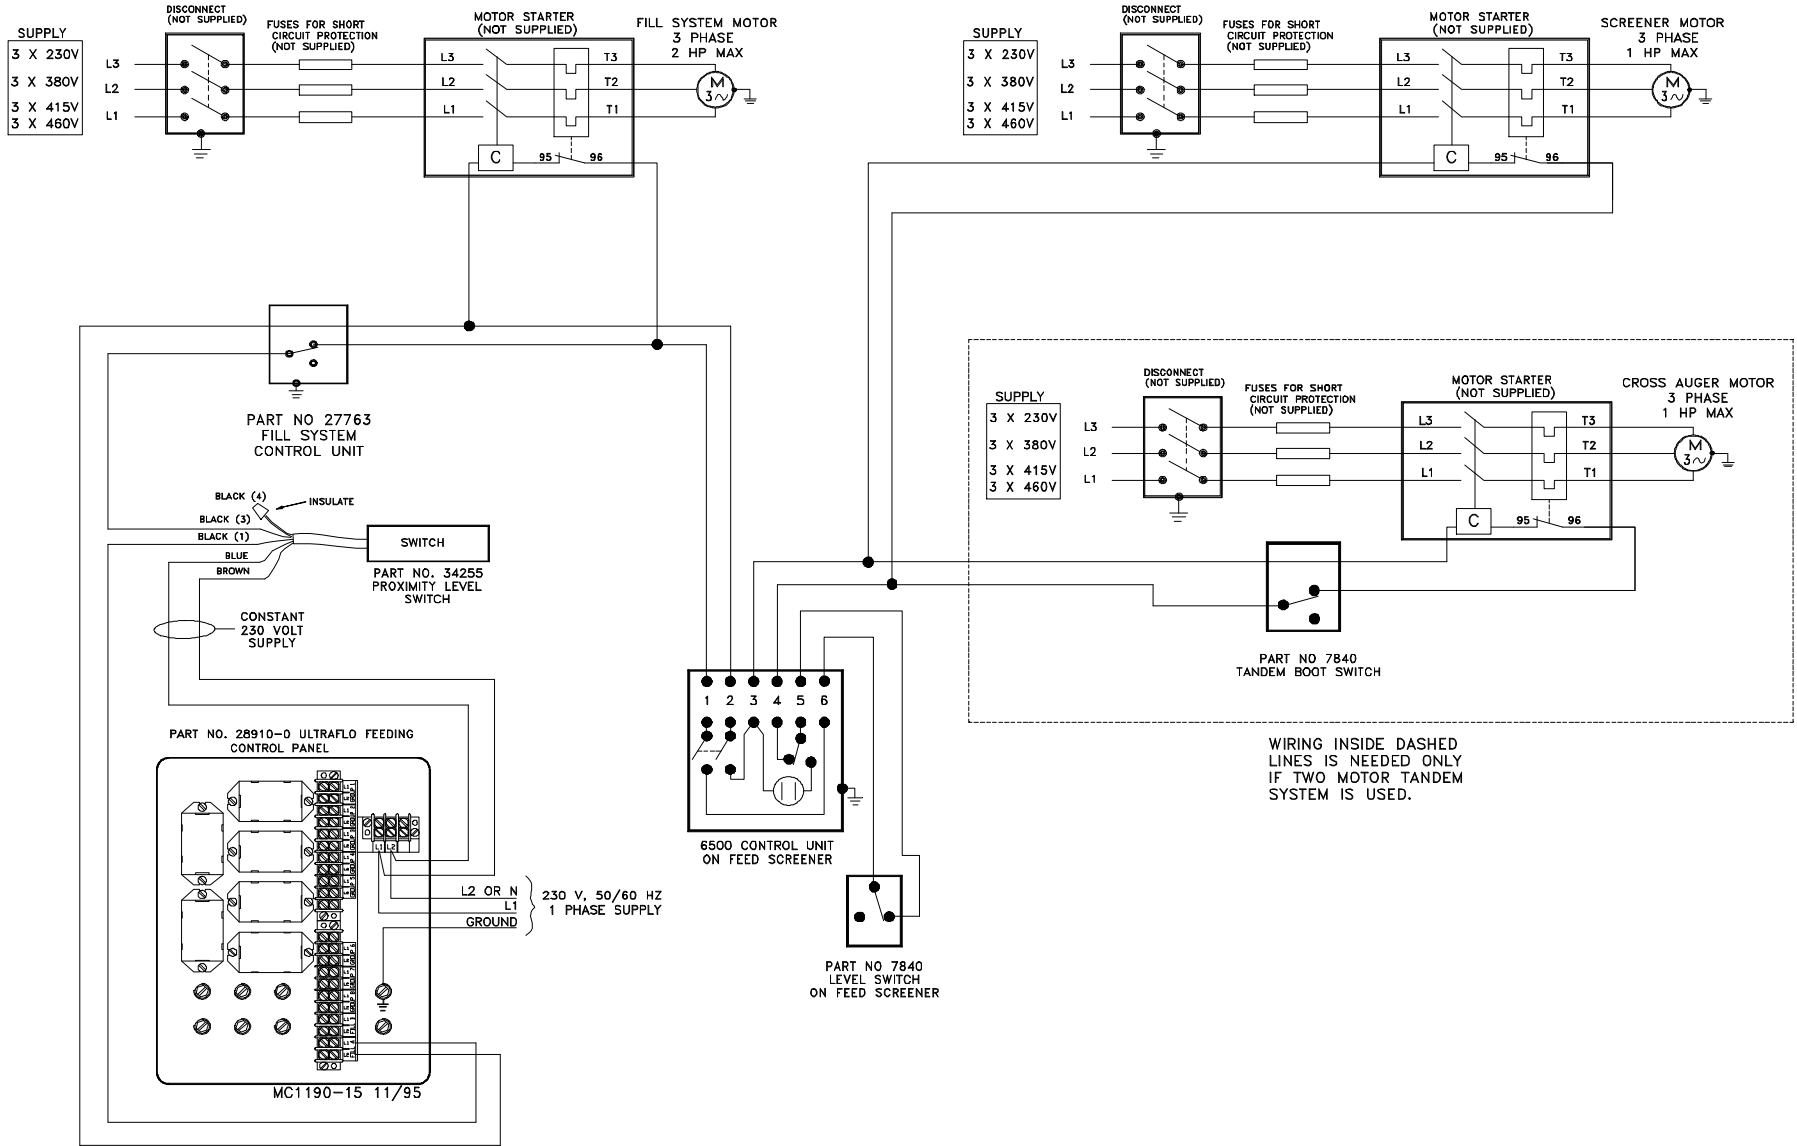 DISCONNECT
(NOT SUPPLIED)
SUPPLY
3 X 230V
3 X 380V
3 X 415V
3 X 460V
L3
L2
L1
FUSES FOR SHORT
CIRCUIT PROTECTION
(NOT SUPPLIED)
MOTOR STARTER
(NOT SUPPLIED)
L3
L2
L1
T3
T2
T1
C
95
96
FILL SYSTEM MOTOR
3 PHASE
2 HP MAX
M
3~
DISCONNECT
(NOT SUPPLIED)
SUPPLY
3 X 230V
3 X 380V
3 X 415V
3 X 460V
L3
L2
L1
FUSES FOR SHORT
CIRCUIT PROTECTION
(NOT SUPPLIED)
MOTOR STARTER
(NOT SUPPLIED)
L3
L2
L1
T3
T2
T1
C
95
96
SCREENER MOTOR
3 PHASE
1 HP MAX
M
3~
PART NO 27763
FILL SYSTEM
CONTROL UNIT
DISCONNECT
(NOT SUPPLIED)
SUPPLY
3 X 230V
3 X 380V
3 X 415V
3 X 460V
L3
L2
L1
FUSES FOR SHORT
CIRCUIT PROTECTION
(NOT SUPPLIED)
MOTOR STARTER
(NOT SUPPLIED)
L3
L2
L1
T3
T2
T1
C
95
96
CROSS AUGER MOTOR
3 PHASE
1 HP MAX
M
3~
BLACK (4)
INSULATE
BLACK (3)
BLACK (1)
BLUE
BROWN
SWITCH
PART NO. 34255
PROXIMITY LEVEL
SWITCH
CONSTANT
230 VOLT
SUPPLY
PART NO 7840
TANDEM BOOT SWITCH
1 2 3 4 5 6
6500 CONTROL UNIT
ON FEED SCREENER
WIRING INSIDE DASHED
LINES IS NEEDED ONLY
IF TWO MOTOR TANDEM
SYSTEM IS USED.
PART NO. 28910-0 ULTRAFLO FEEDING
CONTROL PANEL
L1 L2
L2 OR N
L1
GROUND
230 V, 50/60 HZ
1 PHASE SUPPLY
PART NO 7840
LEVEL SWITCH
ON FEED SCREENER
MC1190-15 11/95